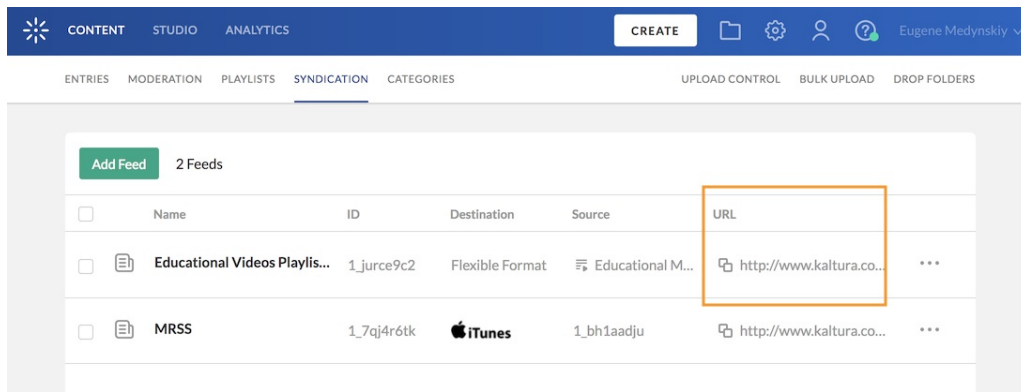 CONTENT STUDIO ANALYTICS CREATE Eugene Medynskiy
ENTRIES MODERATION PLAYLISTS SYNDICATION CATEGORIES UPLOAD CONTROL BULK UPLOAD DROP FOLDERS
Add Feed 2 Feeds
Name ID Destination Source URL
Educational Videos Playlis... 1_jurce9c2 Flexible Format Educational M... http://www.kaltura.co...
MRSS 1_7qj4r6tk iTunes 1_bh1aadju http://www.kaltura.co...